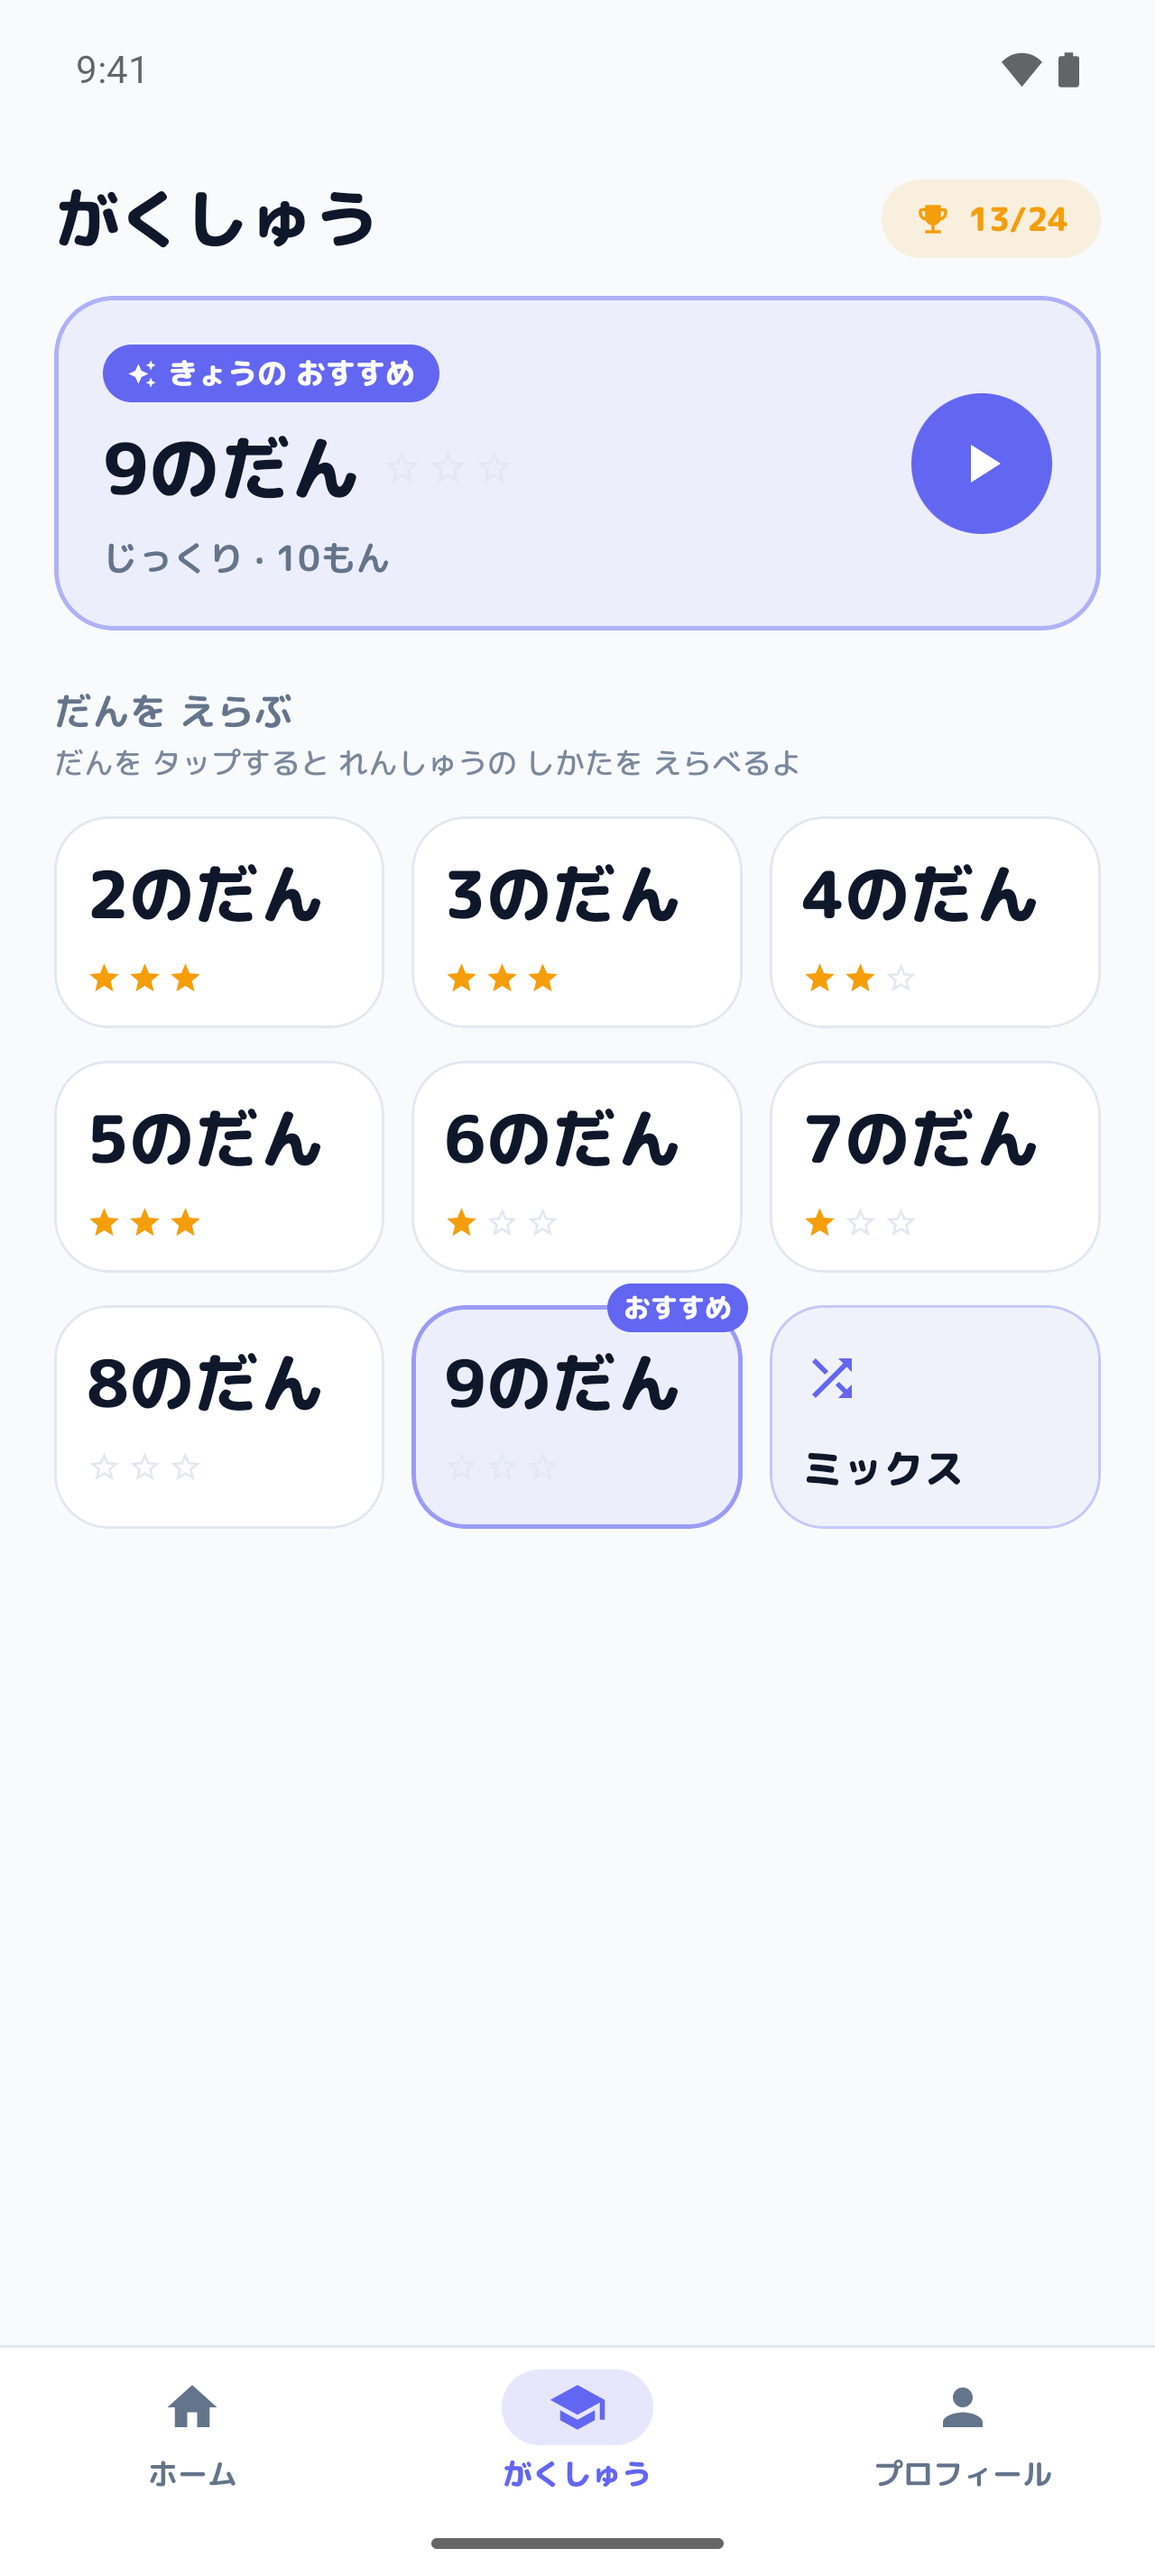 9:41
がくしゅう
13/24
きょうの おすすめ
9のだん
じっくり · 10もん
だんを えらぶ
だんを タップすると れんしゅうの しかたを えらべるよ
2のだん
3のだん
4のだん
5のだん
6のだん
7のだん
8のだん
おすすめ
9のだん
ミックス
ホーム
がくしゅう
プロフィール